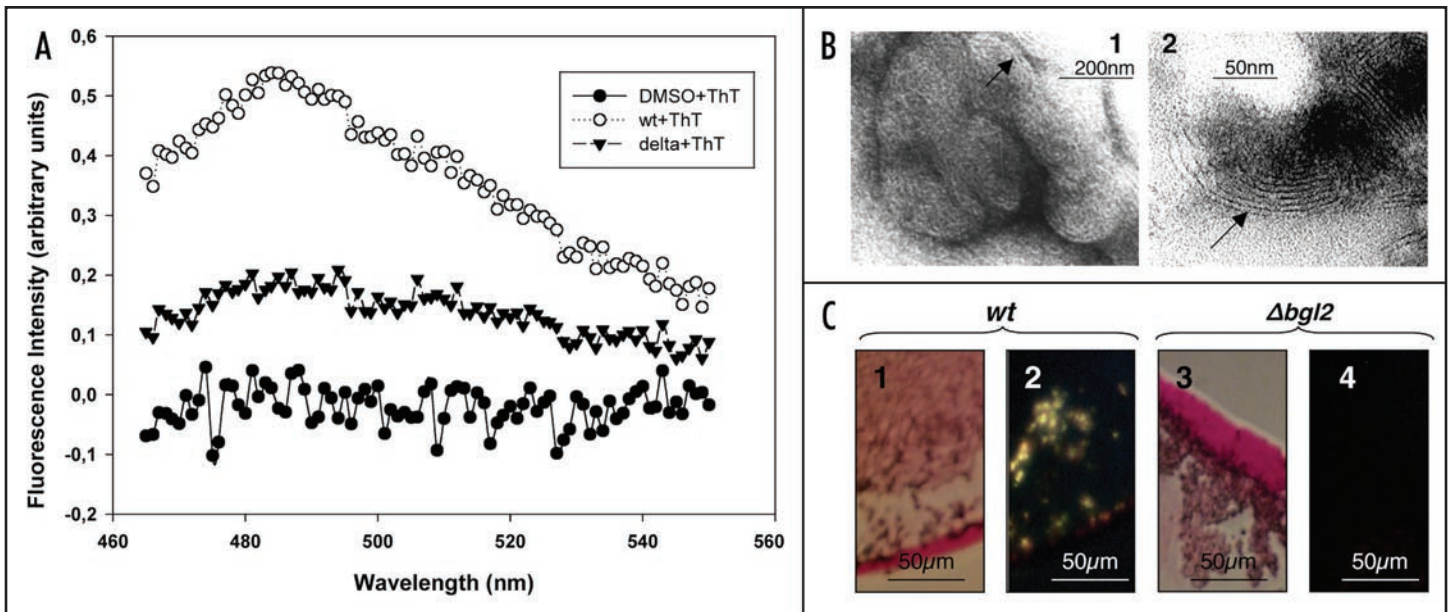 A
Fluorescence Intensity (arbitrary units)
0,6
0,5
0,4
0,3
0,2
0,1
0,0
-0,1
-0,2
460
480
500
520
540
560
Wavelength (nm)
DMSO+ThT
wt+ThT
delta+ThT
B
1
200nm
2
50nm
C
wt
Δbgl2
1
50μm
2
50μm
3
50μm
4
50μm